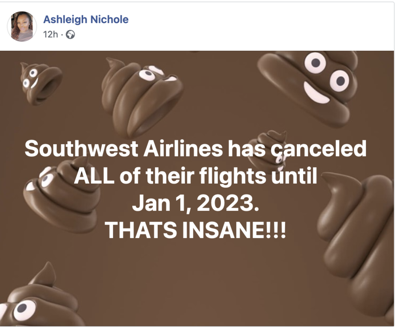 Ashleigh Nichole
12h ·
Southwest Airlines has canceled
ALL of their flights until
Jan 1, 2023.
THATS INSANE!!!